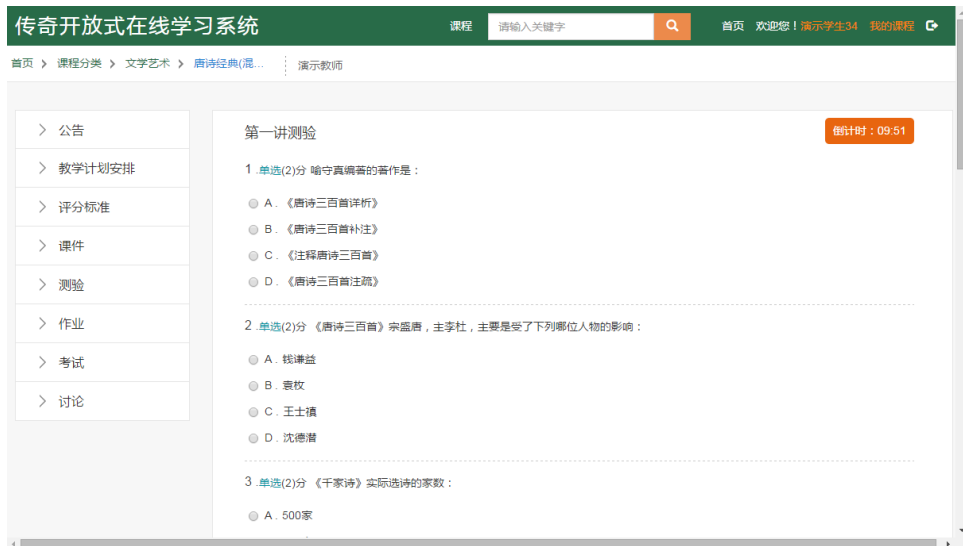 传奇开放式在线学习系统 课程 请输入关键字 首页 欢迎您！演示学生34 我的课程
首页 > 课程分类 > 文学艺术 > 唐诗经典(混... 演示教师
公告
教学计划安排
评分标准
课件
测验
作业
考试
讨论
第一讲测验 倒计时：09:51
1 .单选(2)分 喻守真编著的著作是：
A . 《唐诗三百首详析》
B . 《唐诗三百首补注》
C . 《注释唐诗三百首》
D . 《唐诗三百首注疏》
2 .单选(2)分 《唐诗三百首》宗盛唐，主李杜，主要是受了下列哪位人物的影响：
A . 钱谦益
B . 袁枚
C . 王士禛
D . 沈德潜
3 .单选(2)分 《千家诗》实际选诗的家数：
A . 500家